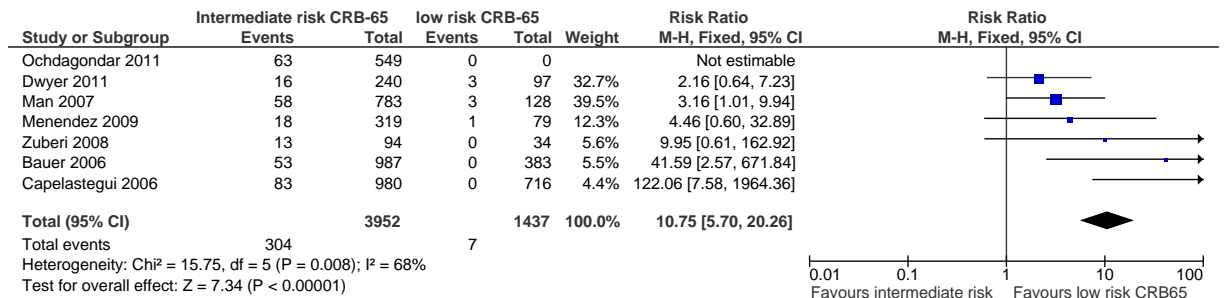 Intermediate risk CRB-65 low risk CRB-65 Risk Ratio Risk Ratio
Study or Subgroup Events Total Events Total Weight M-H, Fixed, 95% CI M-H, Fixed, 95% CI
Ochdagondar 2011 63 549 0 0 Not estimable
Dwyer 2011 16 240 3 97 32.7% 2.16 [0.64, 7.23]
Man 2007 58 783 3 128 39.5% 3.16 [1.01, 9.94]
Menendez 2009 18 319 1 79 12.3% 4.46 [0.60, 32.89]
Zuberi 2008 13 94 0 34 5.6% 9.95 [0.61, 162.92]
Bauer 2006 53 987 0 383 5.5% 41.59 [2.57, 671.84]
Capelastegui 2006 83 980 0 716 4.4% 122.06 [7.58, 1964.36]
Total (95% CI) 3952 1437 100.0% 10.75 [5.70, 20.26]
Total events 304 7
Heterogeneity: Chi² = 15.75, df = 5 (P = 0.008); I² = 68%
Test for overall effect: Z = 7.34 (P < 0.00001)
0.01 0.1 1 10 100
Favours intermediate risk Favours low risk CRB65